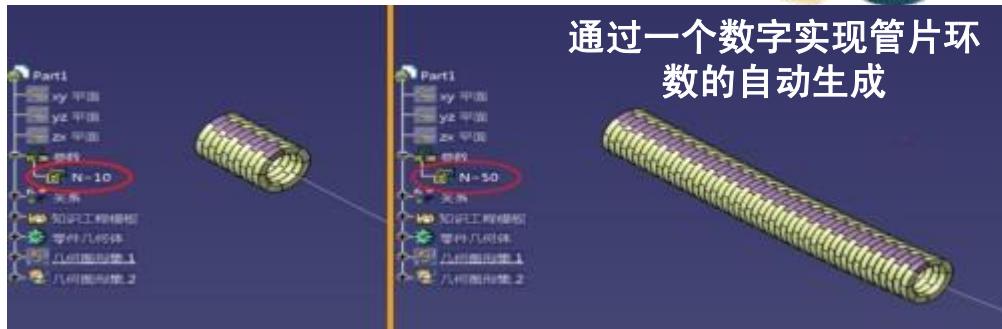 通过一个数字实现管片环
数的自动生成
Part1
xy 平面
yz 平面
zx 平面
参数
N=10
关系
知识工程模板
零件几何体
几何图形集.1
几何图形集.2
Part1
xy 平面
yz 平面
zx 平面
参数
N=50
关系
知识工程模板
零件几何体
几何图形集.1
几何图形集.2